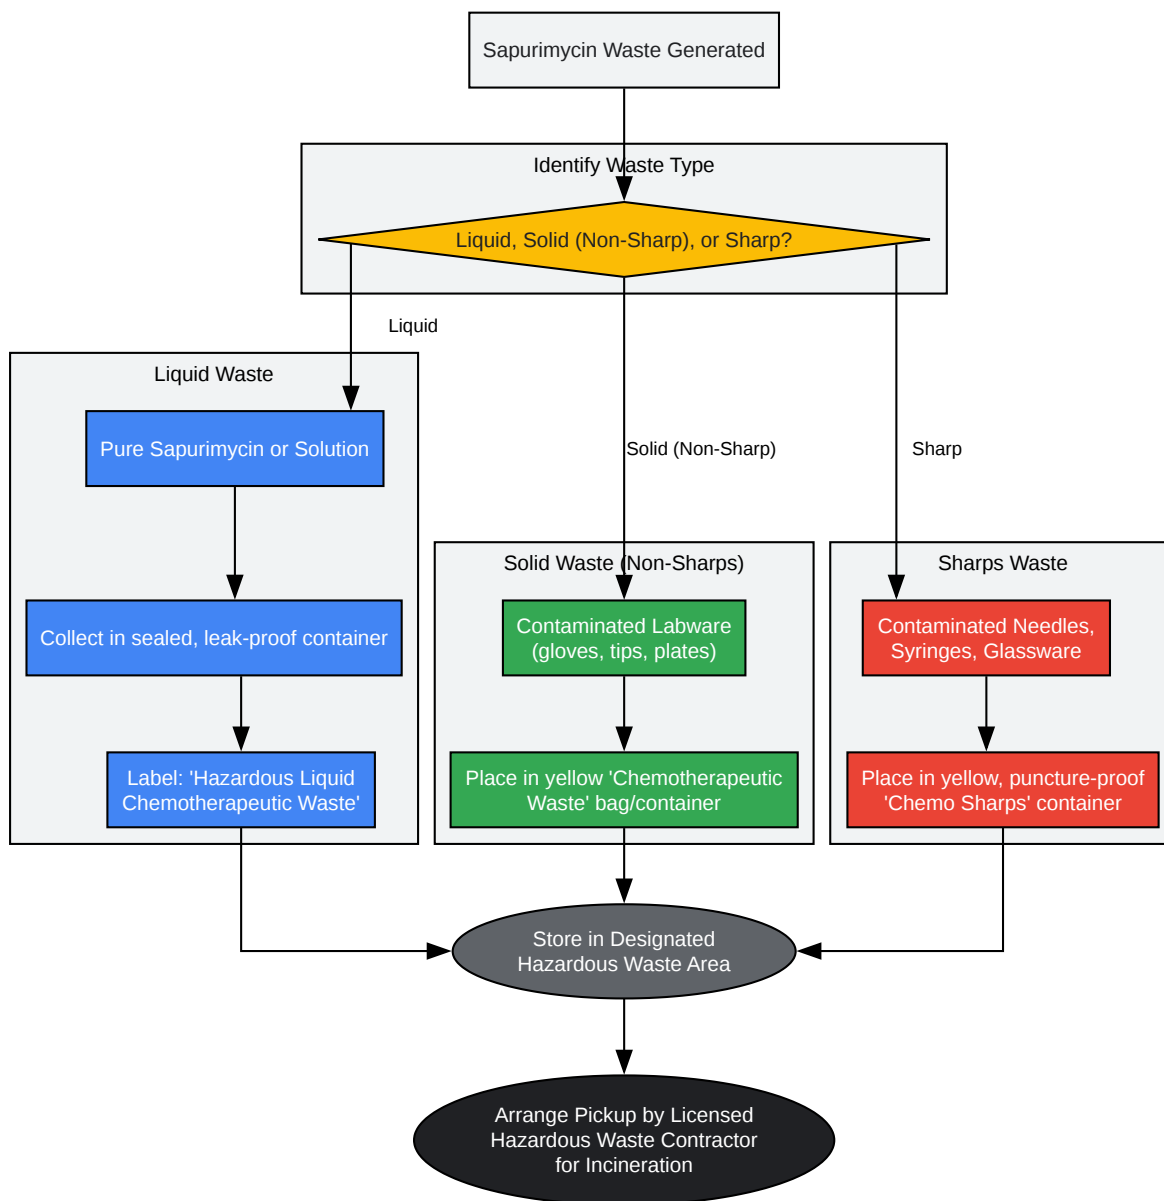 Sapurimycin Waste Generated
Identify Waste Type
Liquid, Solid (Non-Sharp), or Sharp?
Liquid
Solid (Non-Sharp)
Sharp
Liquid Waste
Pure Sapurimycin or Solution
Collect in sealed, leak-proof container
Label: 'Hazardous Liquid
Chemotherapeutic Waste'
Solid Waste (Non-Sharps)
Contaminated Labware
(gloves, tips, plates)
Place in yellow 'Chemotherapeutic
Waste' bag/container
Sharps Waste
Contaminated Needles,
Syringes, Glassware
Place in yellow, puncture-proof
'Chemo Sharps' container
Store in Designated
Hazardous Waste Area
Arrange Pickup by Licensed
Hazardous Waste Contractor
for Incineration